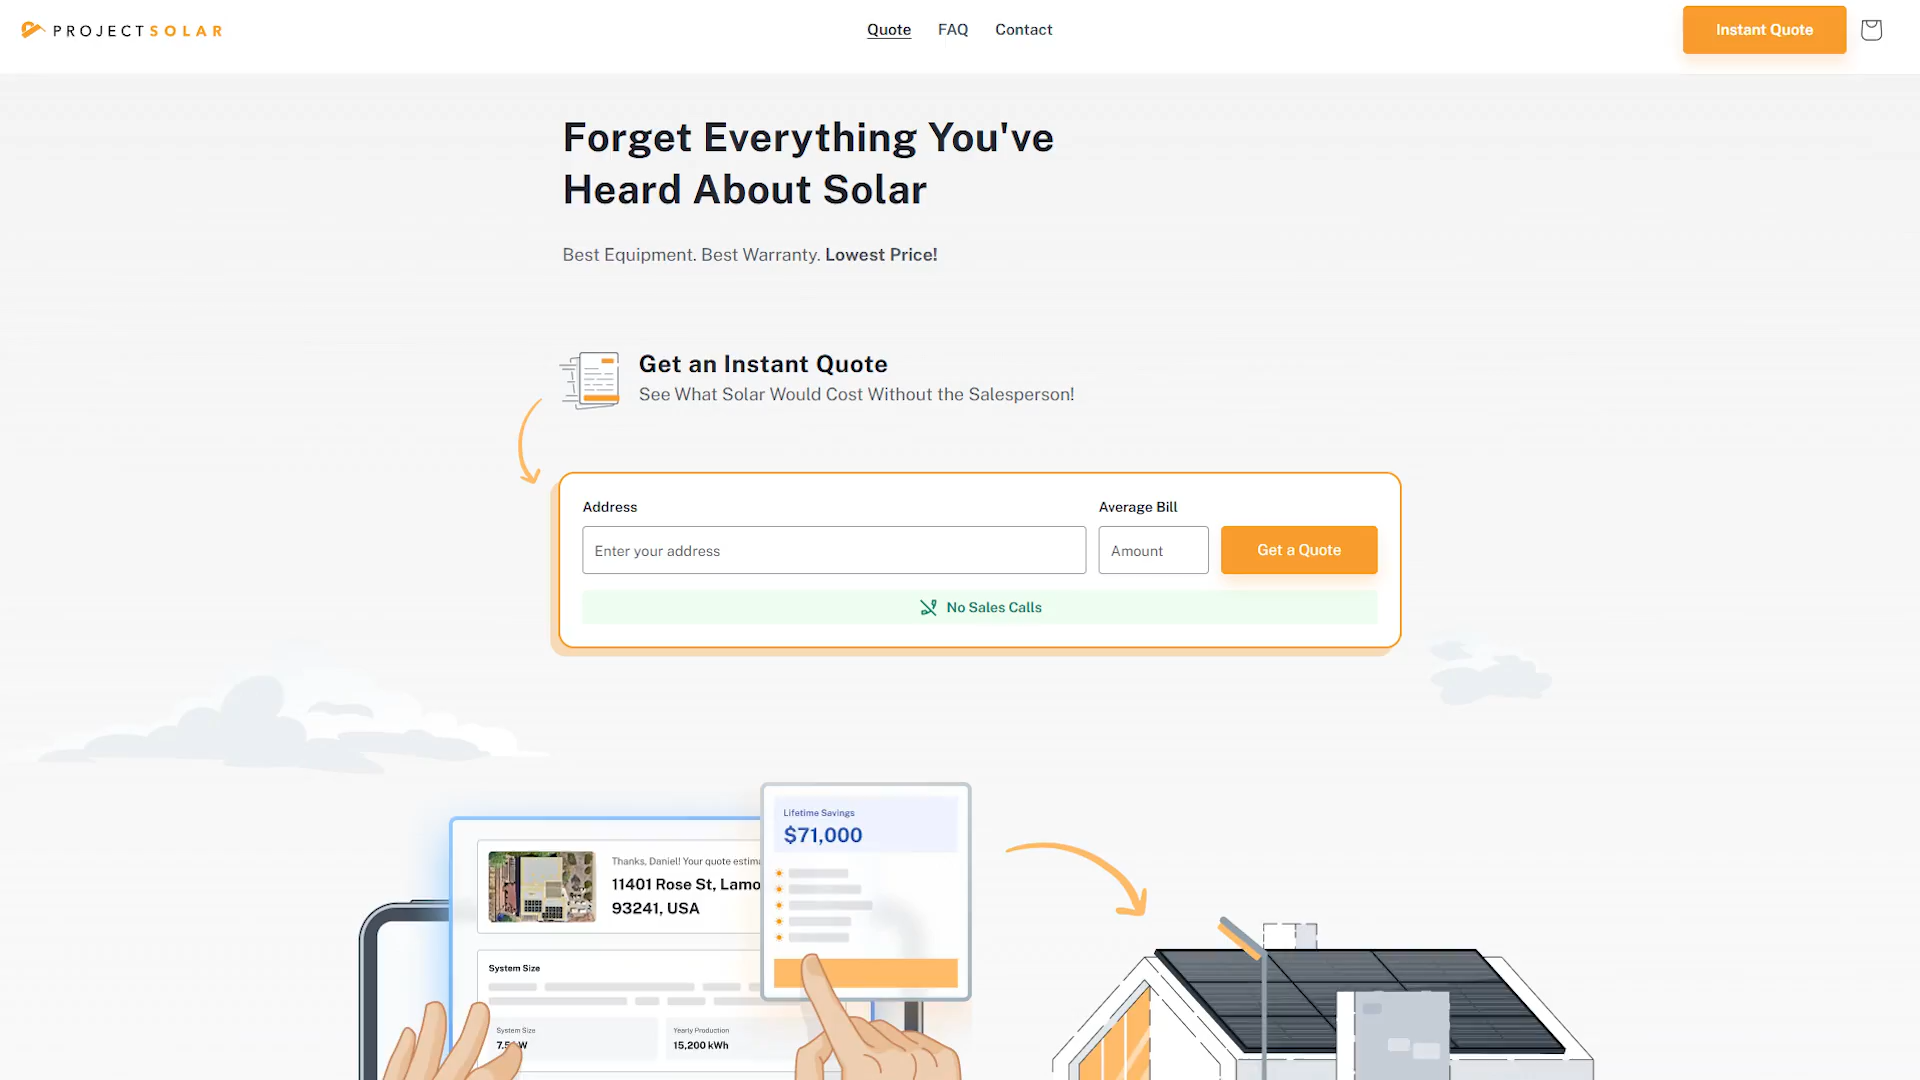 PROJECTSOLAR
Quote
FAQ
Contact
Instant Quote
Forget Everything You've
Heard About Solar
Best Equipment. Best Warranty. Lowest Price!
Get an Instant Quote
See What Solar Would Cost Without the Salesperson!
Address
Average Bill
Enter your address
Amount
Get a Quote
No Sales Calls
Lifetime Savings
$71,000
Thanks, Daniel! Your quote
11401 Rose St, Lamo
93241, USA
System Size
System Size
Yearly Production
15,200 kWh